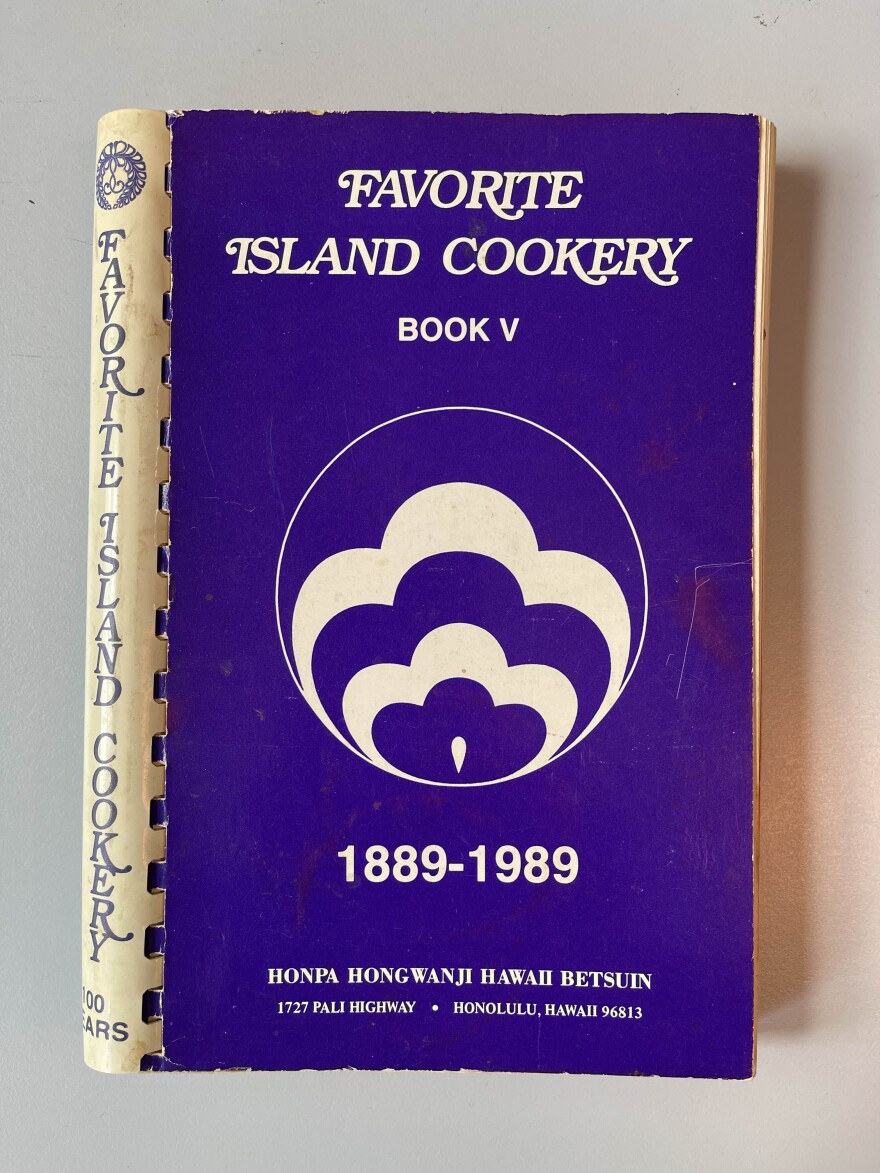 FAVORITE
ISLAND COOKERY
BOOK V
1889-1989
HONPA HONGWANJI HAWAII BETSUIN
1727 PALI HIGHWAY • HONOLULU, HAWAII 96813
FAVORITE ISLAND COOKERY
100
EARS